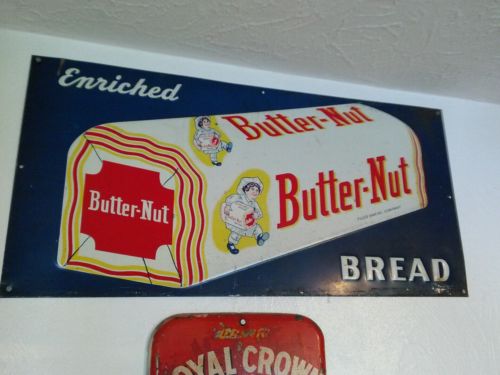 Enriched
Butter-Nut
Butter-Nut
Butter-Nut
BREAD
ROYAL CROWN